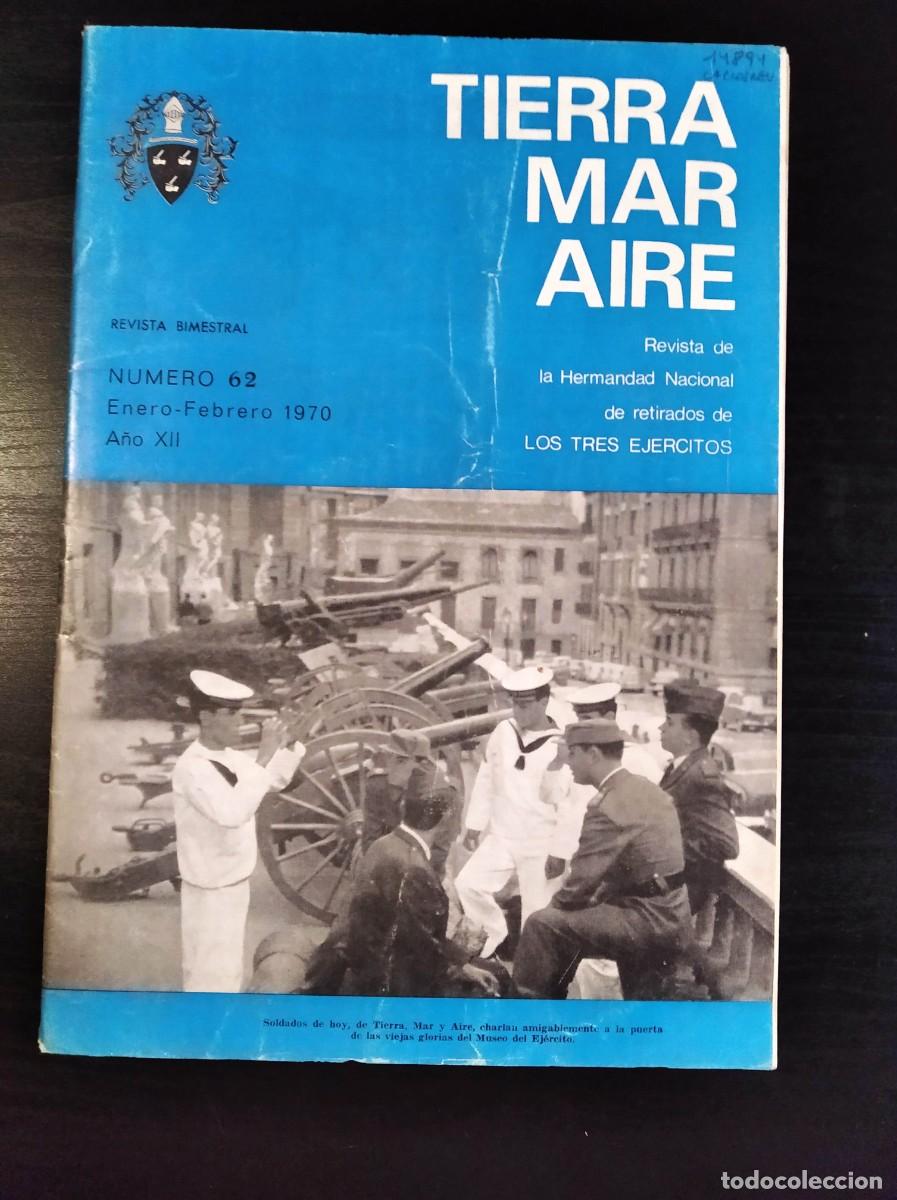 14894
TIERRA
MAR
AIRE
REVISTA BIMESTRAL
NUMERO 62
Enero-Febrero 1970
Año XII
Revista de
la Hermandad Nacional
de retirados de
LOS TRES EJERCITOS
Soldados de hoy, de Tierra, Mar y Aire, charlan amigablemente a la puerta
de las viejas glorias del Museo del Ejército.
todocoleccion